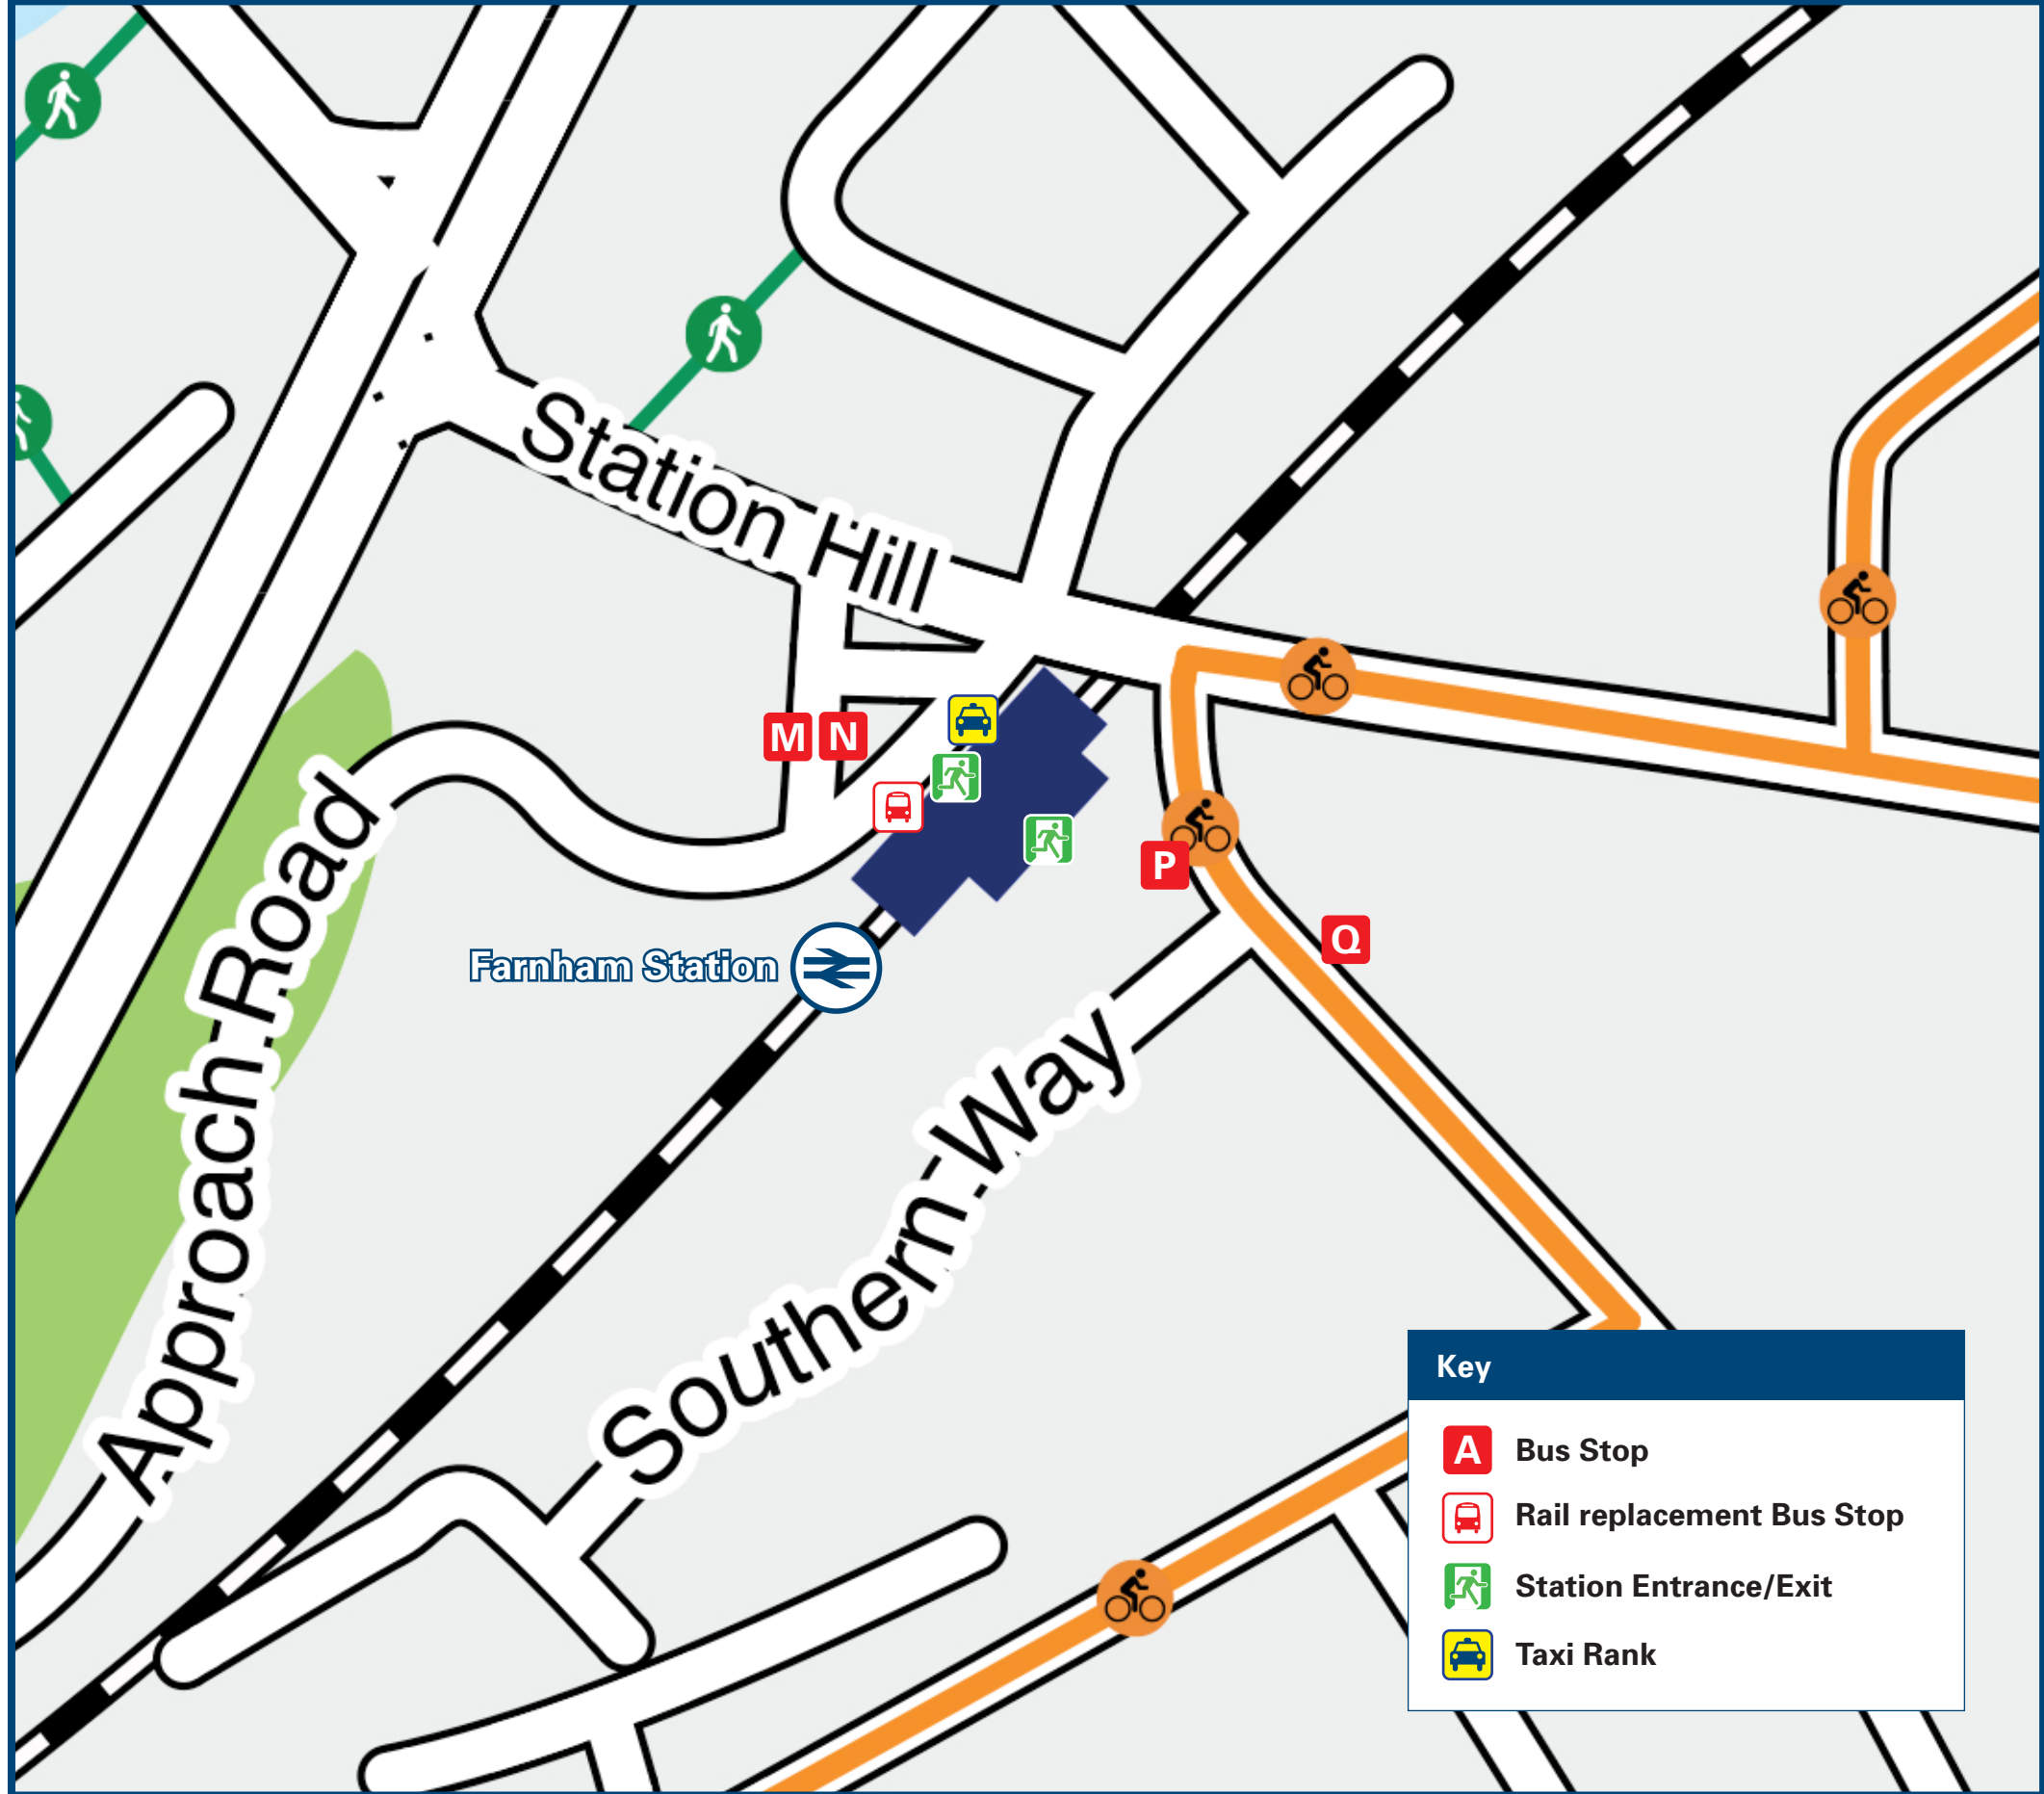 Station Hill
M
N
P
Q
Farnham Station
Approach Road
Southern Way
Key
A Bus Stop
Rail replacement Bus Stop
Station Entrance/Exit
Taxi Rank